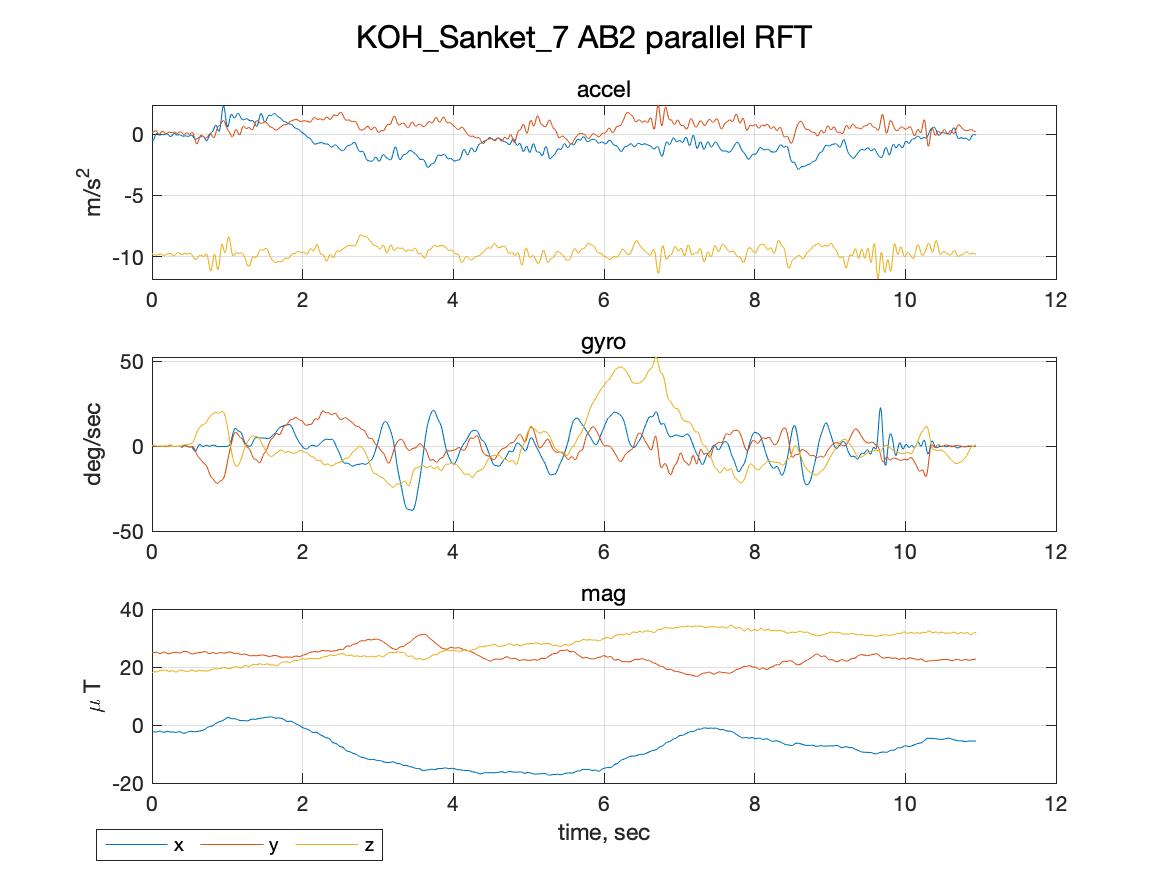 KOH_Sanket_7 AB2 parallel RFT
accel
m/s²
0
-5
-10
0 2 4 6 8 10 12
gyro
deg/sec
50
0
-50
0 2 4 6 8 10 12
mag
μ T
40
20
0
-20
0 2 4 6 8 10 12
time, sec
x y z